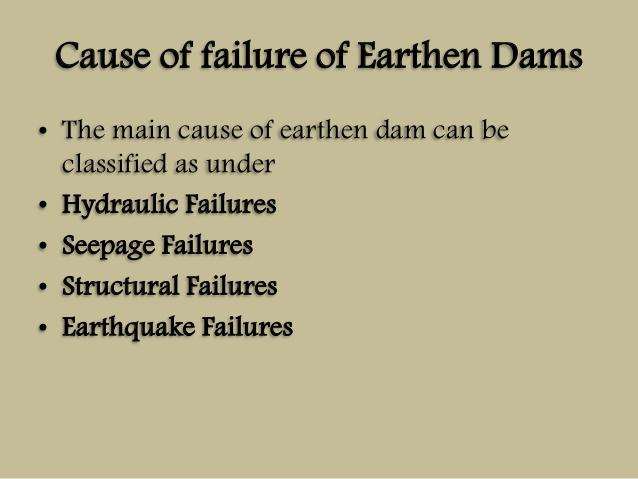 Cause of failure of Earthen Dams
• The main cause of earthen dam can be
classified as under
• Hydraulic Failures
• Seepage Failures
• Structural Failures
• Earthquake Failures